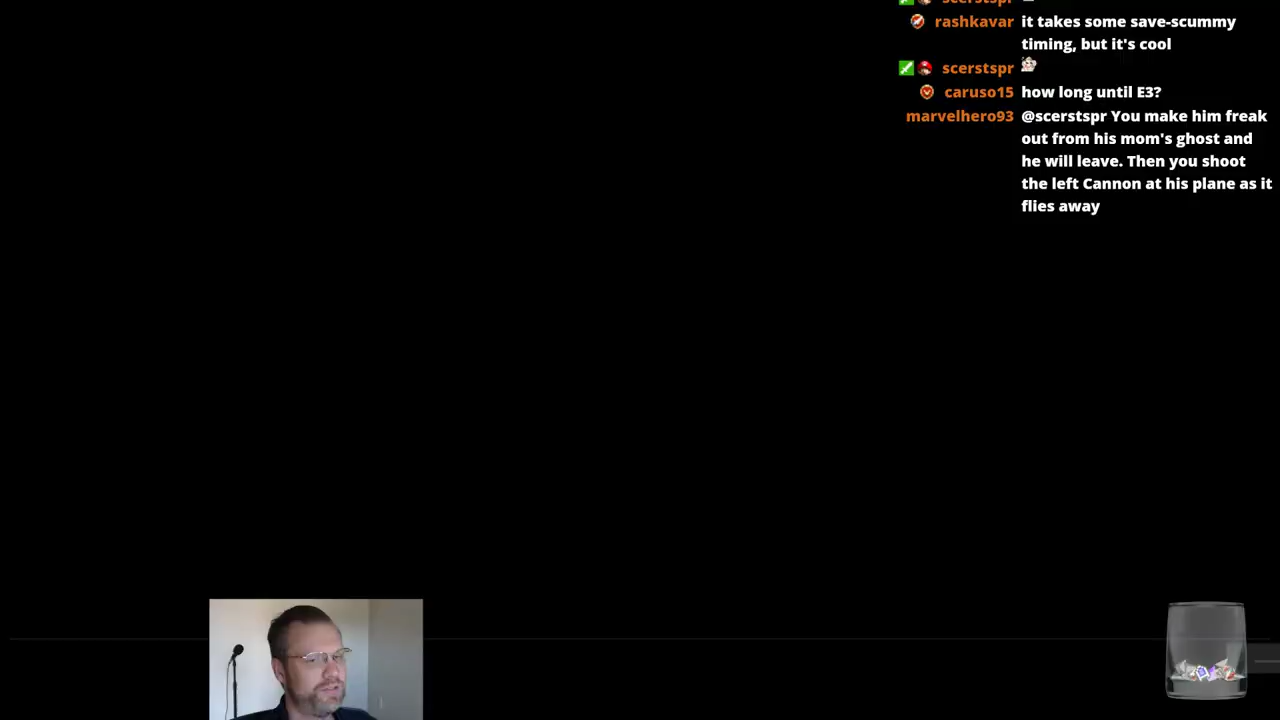 scerstspr
rashkavar it takes some save-scummy
timing, but it's cool
scerstspr
caruso15 how long until E3?
marvelhero93 @scerstspr You make him freak
out from his mom's ghost and
he will leave. Then you shoot
the left Cannon at his plane as it
flies away